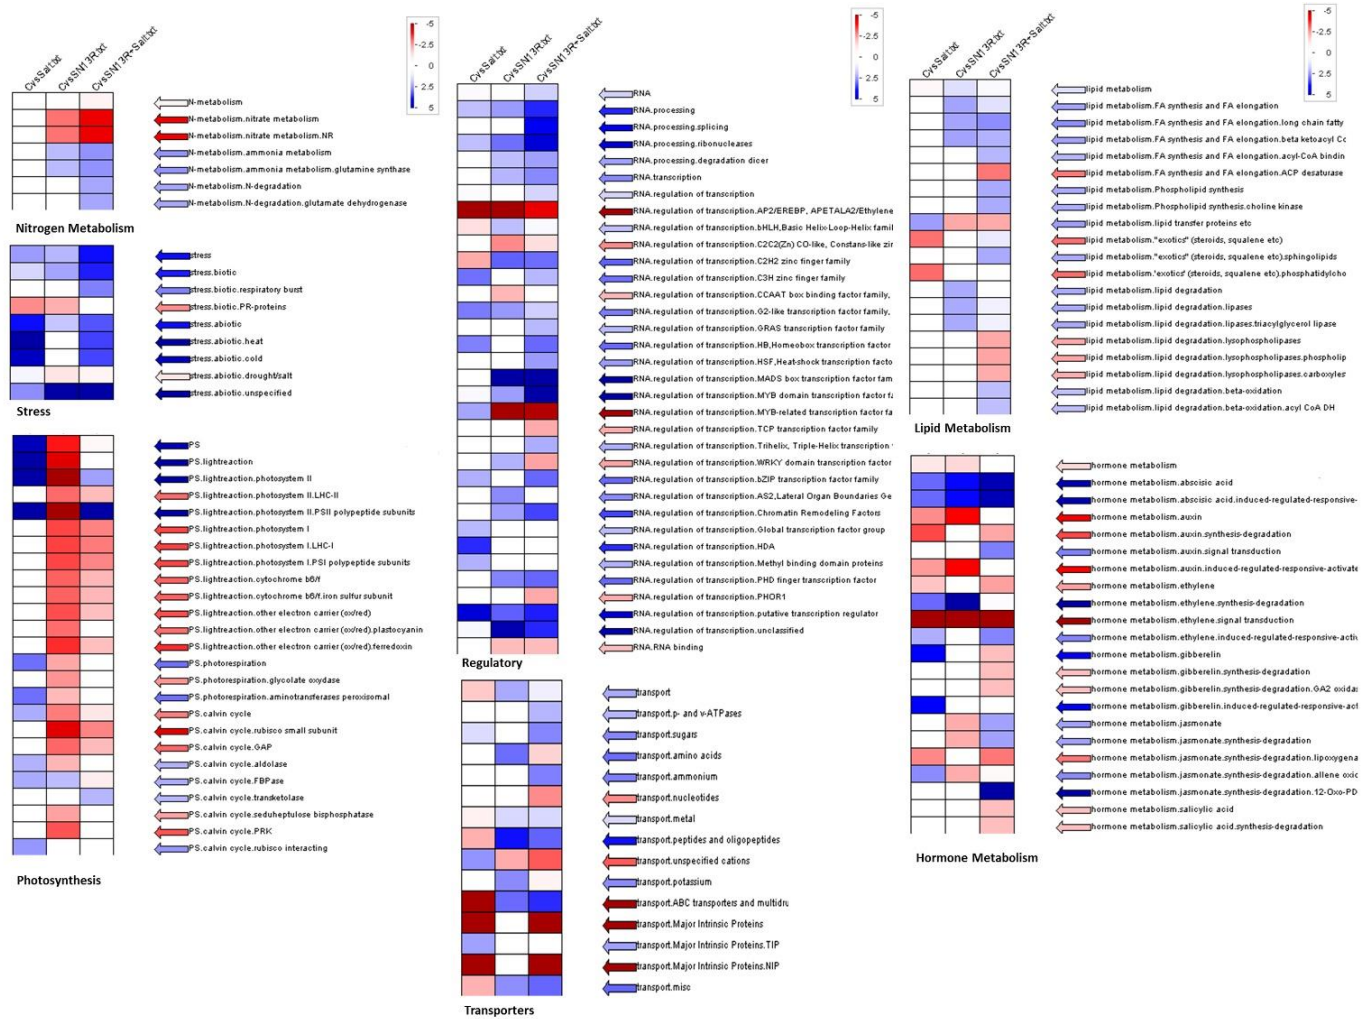 CysSalt.txt
CysSN13R.txt
CysSN13R+Salt.txt
-5
-2.5
0
2.5
5
N-metabolism
N-metabolism.nitrate metabolism
N-metabolism.nitrate metabolism.NR
N-metabolism.ammonia metabolism
N-metabolism.ammonia metabolism.glutamine synthase
N-metabolism.N-degradation
N-metabolism.N-degradation.glutamate dehydrogenase
Nitrogen Metabolism
stress
stress.biotic
stress.biotic.respiratory burst
stress.biotic.PR-proteins
stress.abiotic
stress.abiotic.heat
stress.abiotic.cold
stress.abiotic.drought/salt
stress.abiotic.unspecified
Stress
PS
PS.lightreaction
PS.lightreaction.photosystem II
PS.lightreaction.photosystem II.LHC-II
PS.lightreaction.photosystem II.PSII polypeptide subunits
PS.lightreaction.photosystem I
PS.lightreaction.photosystem I.LHC-I
PS.lightreaction.photosystem I.PSI polypeptide subunits
PS.lightreaction.cytochrome b6/f
PS.lightreaction.cytochrome b6/f.iron sulfur subunit
PS.lightreaction.other electron carrier (ox/red)
PS.lightreaction.other electron carrier (ox/red).plastocyanin
PS.lightreaction.other electron carrier (ox/red).ferredoxin
PS.photorespiration
PS.photorespiration.glycolate oxydase
PS.photorespiration.aminotransferases peroxisomal
PS.calvin cycle
PS.calvin cycle.rubisco small subunit
PS.calvin cycle.GAP
PS.calvin cycle.aldolase
PS.calvin cycle.FBPase
PS.calvin cycle.transketolase
PS.calvin cycle.seduheptulose bisphosphatase
PS.calvin cycle.PRK
PS.calvin cycle.rubisco interacting
Photosynthesis
CysSalt.txt
CysSN13R.txt
CysSN13R+Salt.txt
-5
-2.5
0
2.5
5
RNA
RNA.processing
RNA.processing.splicing
RNA.processing.ribonucleases
RNA.processing.degradation dicer
RNA.transcription
RNA.regulation of transcription
RNA.regulation of transcription.AP2/EREBP, APETALA2/Ethylene
RNA.regulation of transcription.bHLH,Basic Helix-Loop-Helix famil
RNA.regulation of transcription.C2C2(Zn) CO-like, Constans-like zir
RNA.regulation of transcription.C2H2 zinc finger family
RNA.regulation of transcription.C3H zinc finger family
RNA.regulation of transcription.CCAAT box binding factor family,
RNA.regulation of transcription.G2-like transcription factor family,
RNA.regulation of transcription.GRAS transcription factor family
RNA.regulation of transcription.HB,Homeobox transcription factor
RNA.regulation of transcription.HSF,Heat-shock transcription facto
RNA.regulation of transcription.MADS box transcription factor fam
RNA.regulation of transcription.MYB domain transcription factor fa
RNA.regulation of transcription.MYB-related transcription factor fa
RNA.regulation of transcription.TCP transcription factor family
RNA.regulation of transcription.Trihelix, Triple-Helix transcription
RNA.regulation of transcription.WRKY domain transcription factor
RNA.regulation of transcription.bZIP transcription factor family
RNA.regulation of transcription.AS2,Lateral Organ Boundaries Ge
RNA.regulation of transcription.Chromatin Remodeling Factors
RNA.regulation of transcription.Global transcription factor group
RNA.regulation of transcription.HDA
RNA.regulation of transcription.Methyl binding domain proteins
RNA.regulation of transcription.PHD finger transcription factor
RNA.regulation of transcription.PHOR1
RNA.regulation of transcription.putative transcription regulator
RNA.regulation of transcription.unclassified
RNA.RNA binding
Regulatory
transport
transport.p- and v-ATPases
transport.sugars
transport.amino acids
transport.ammonium
transport.nucleotides
transport.metal
transport.peptides and oligopeptides
transport.unspecified cations
transport.potassium
transport.ABC transporters and multidru
transport.Major Intrinsic Proteins
transport.Major Intrinsic Proteins.TIP
transport.Major Intrinsic Proteins.NIP
transport.misc
Transporters
CysSalt.txt
CysSN13R.txt
CysSN13R+Salt.txt
-5
-2.5
0
2.5
5
lipid metabolism
lipid metabolism.FA synthesis and FA elongation
lipid metabolism.FA synthesis and FA elongation.long chain fatty
lipid metabolism.FA synthesis and FA elongation.beta ketoacyl Cc
lipid metabolism.FA synthesis and FA elongation.acyl-CoA bindin
lipid metabolism.FA synthesis and FA elongation.ACP desaturase
lipid metabolism.Phospholipid synthesis
lipid metabolism.Phospholipid synthesis.choline kinase
lipid metabolism.lipid transfer proteins etc
lipid metabolism."exotics" (steroids, squalene etc)
lipid metabolism."exotics" (steroids, squalene etc).sphingolipids
lipid metabolism.'exotics' (steroids, squalene etc).phosphatidylcho
lipid metabolism.lipid degradation
lipid metabolism.lipid degradation.lipases
lipid metabolism.lipid degradation.lipases.triacylglycerol lipase
lipid metabolism.lipid degradation.lysophospholipases
lipid metabolism.lipid degradation.lysophospholipases.phospholip
lipid metabolism.lipid degradation.lysophospholipases.carboxyles
lipid metabolism.lipid degradation.beta-oxidation
lipid metabolism.lipid degradation.beta-oxidation.acyl CoA DH
Lipid Metabolism
hormone metabolism
hormone metabolism.abscisic acid
hormone metabolism.abscisic acid.induced-regulated-responsive-
hormone metabolism.auxin
hormone metabolism.auxin.synthesis-degradation
hormone metabolism.auxin.signal transduction
hormone metabolism.auxin.induced-regulated-responsive-activate
hormone metabolism.ethylene
hormone metabolism.ethylene.synthesis-degradation
hormone metabolism.ethylene.signal transduction
hormone metabolism.ethylene.induced-regulated-responsive-activ
hormone metabolism.gibberelin
hormone metabolism.gibberelin.synthesis-degradation
hormone metabolism.gibberelin.synthesis-degradation.GA2 oxidas
hormone metabolism.gibberelin.induced-regulated-responsive-act
hormone metabolism.jasmonate
hormone metabolism.jasmonate.synthesis-degradation
hormone metabolism.jasmonate.synthesis-degradation.lipoxygena
hormone metabolism.jasmonate.synthesis-degradation.allene oxid
hormone metabolism.jasmonate.synthesis-degradation.12-Oxo-PD
hormone metabolism.salicylic acid
hormone metabolism.salicylic acid.synthesis-degradation
Hormone Metabolism